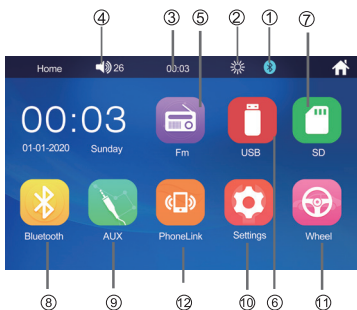 ④ ③ ⑤ ② ① ⑦
Home 26 00:03
00:03
01-01-2020 Sunday
Fm USB SD
Bluetooth AUX PhoneLink Settings Wheel
⑧ ⑨ ⑫ ⑩ ⑥ ⑪